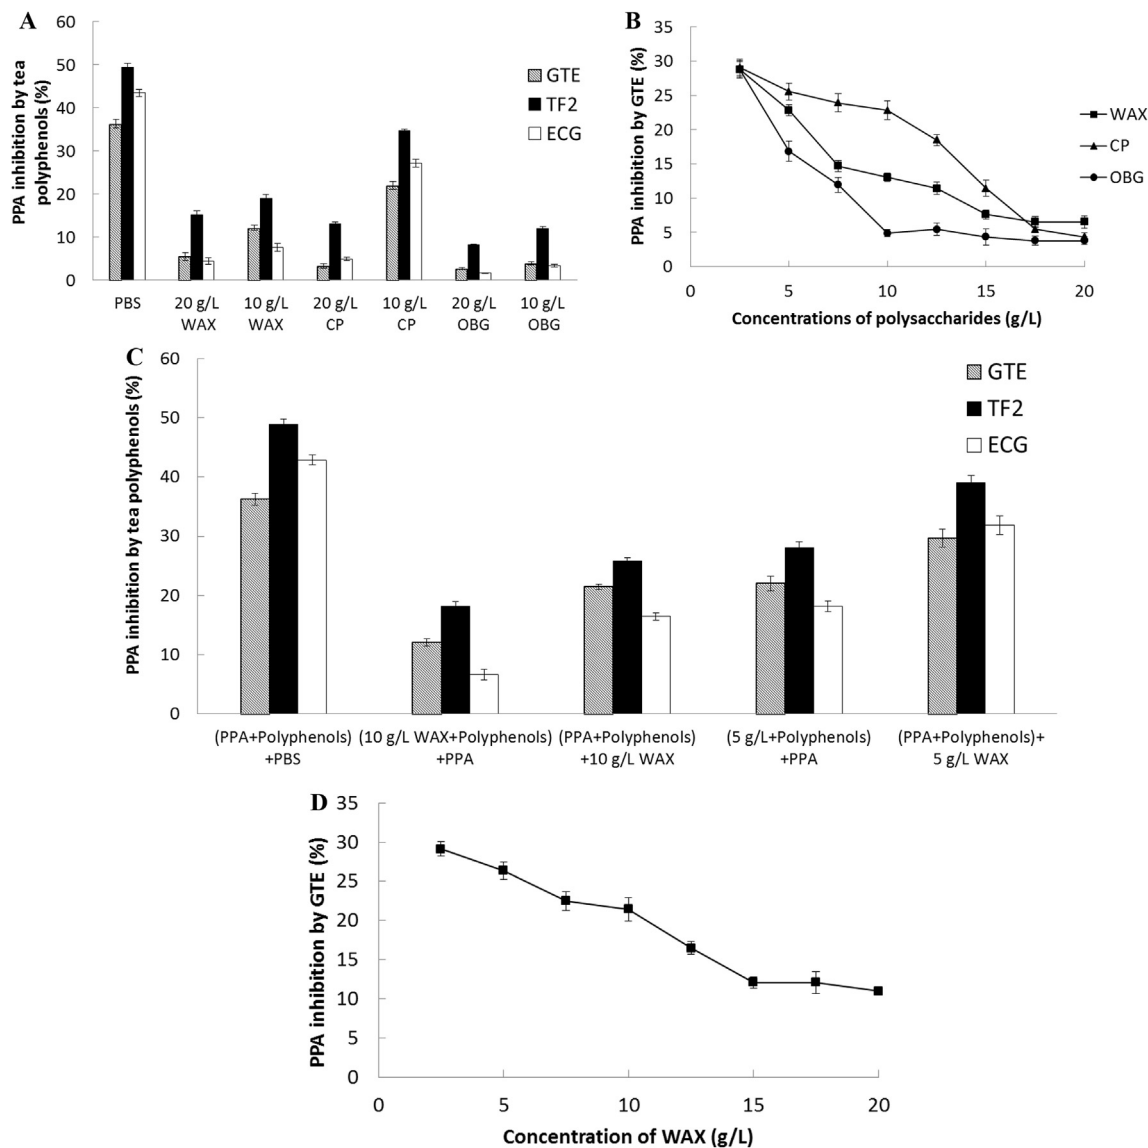 A
PPA inhibition by tea
polyphenols (%)
60
50
40
30
20
10
0
PBS
20 g/L
WAX
10 g/L
WAX
20 g/L
CP
10 g/L
CP
20 g/L
OBG
10 g/L
OBG
GTE
TF2
ECG
B
PPA inhibition by GTE (%)
35
30
25
20
15
10
5
0
0
5
10
15
20
Concentrations of polysaccharides (g/L)
WAX
CP
OBG
C
PPA inhibition by tea polyphenols (%)
60
50
40
30
20
10
0
(PPA+Polyphenols)
+PBS
(10 g/L WAX+Polyphenols)
+PPA
(PPA+Polyphenols)
+10 g/L WAX
(5 g/L+Polyphenols)
+PPA
(PPA+Polyphenols)+
5 g/L WAX
GTE
TF2
ECG
D
PPA inhibition by GTE (%)
35
30
25
20
15
10
5
0
0
5
10
15
20
Concentration of WAX (g/L)